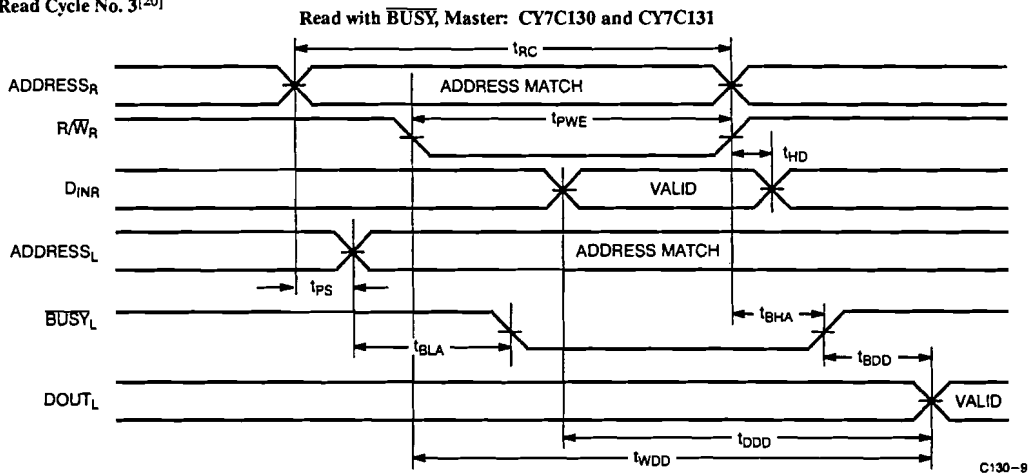 Read Cycle No. 3[20]
Read with BUSY, Master: CY7C130 and CY7C131
tRC
ADDRESSR
ADDRESS MATCH
R/WR
tPWE
tHD
DINR
VALID
ADDRESSL
ADDRESS MATCH
tPS
BUSYL
tBHA
tBLA
tBDD
DOUTL
VALID
tDDD
tWDD
C130-9